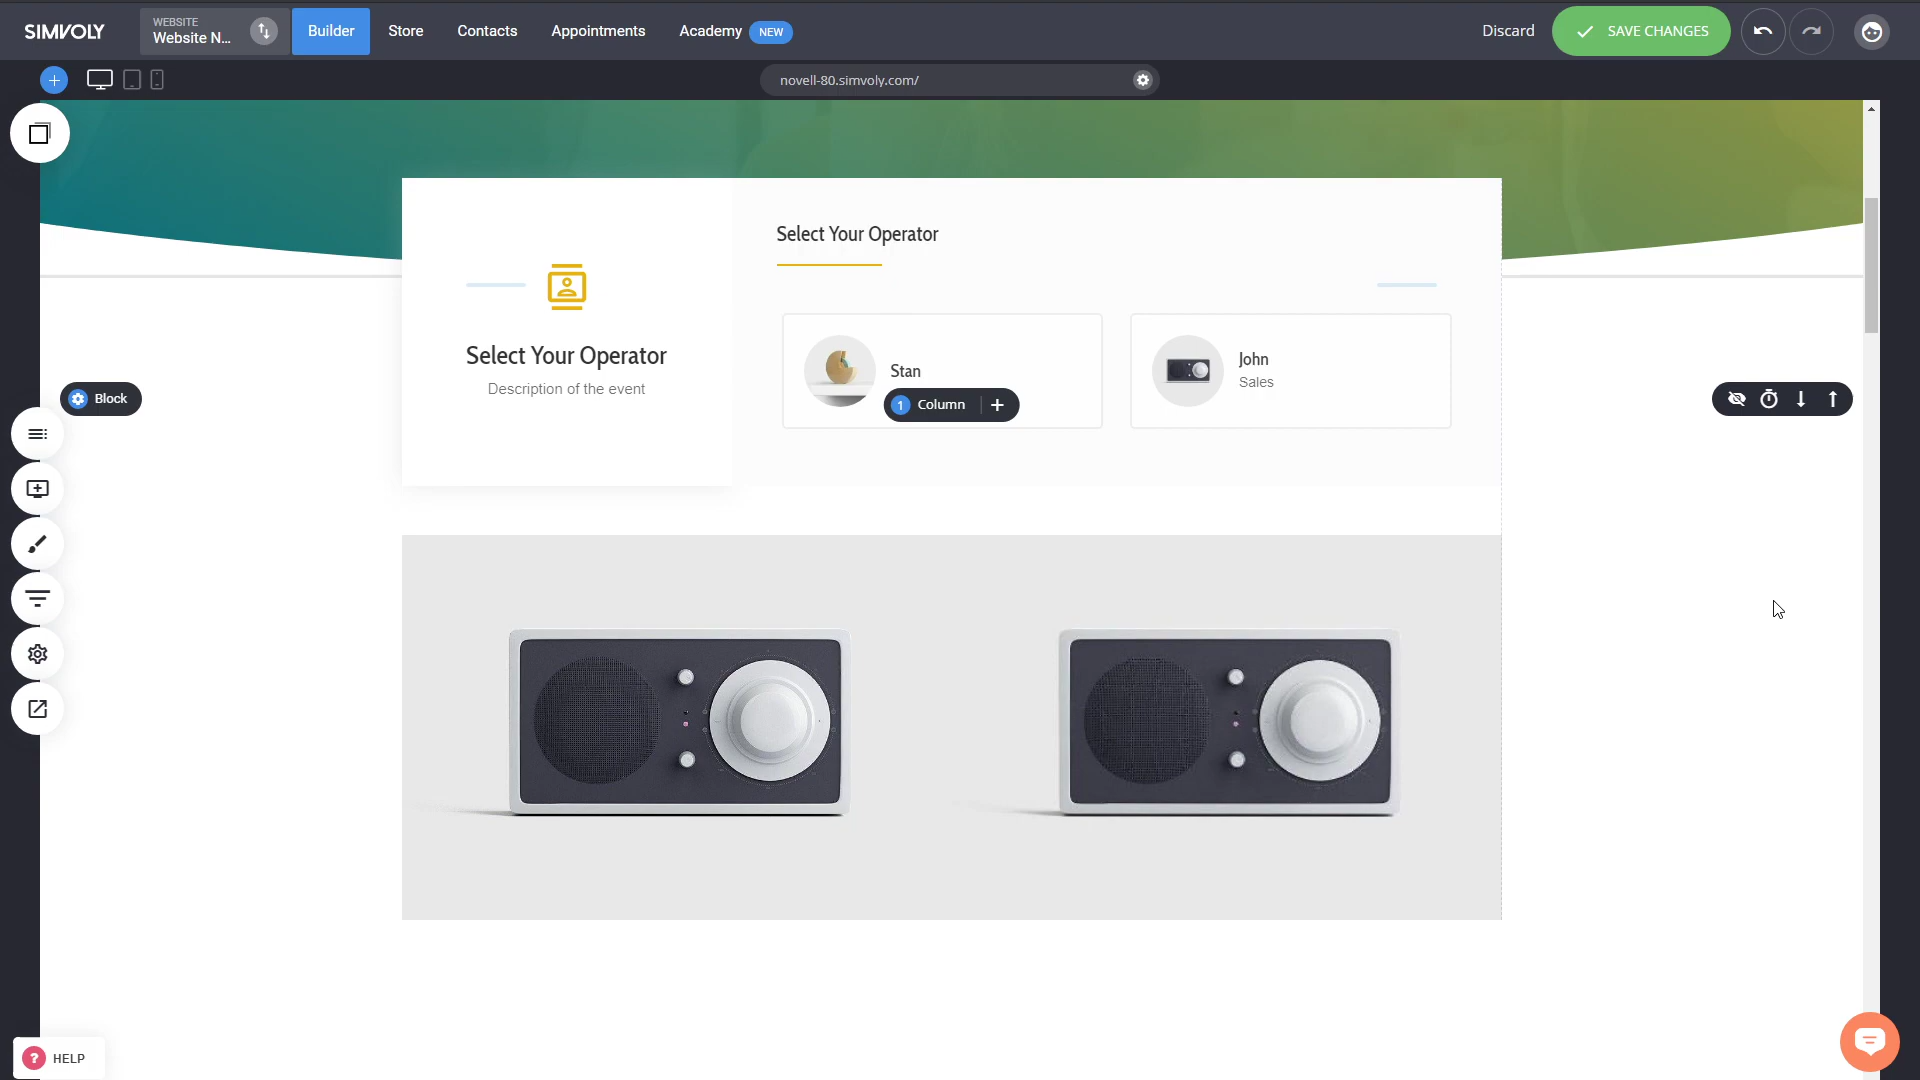 SIMVOLY
WEBSITE
Website N...
Builder
Store
Contacts
Appointments
Academy
NEW
Discard
SAVE CHANGES
novell-80.simvoly.com/
Select Your Operator
Select Your Operator
Description of the event
Stan
1 Column +
John
Sales
Block
? HELP